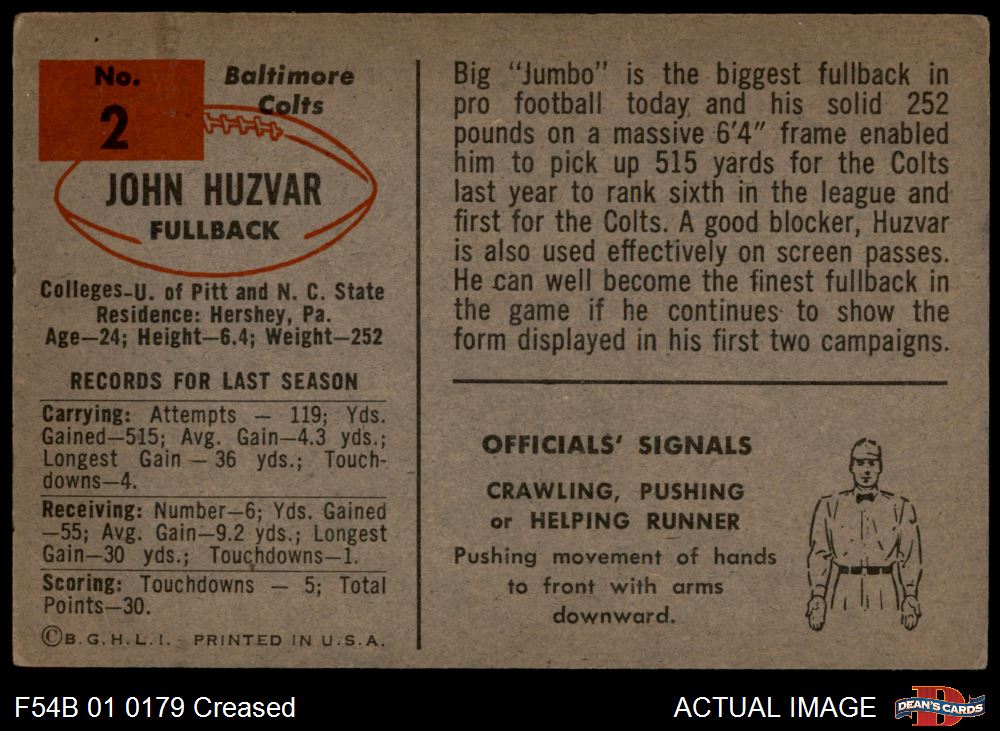 No.
2
Baltimore
Colts
JOHN HUZVAR
FULLBACK
Colleges-U. of Pitt and N. C. State
Residence: Hershey, Pa.
Age—24; Height—6.4; Weight—252
RECORDS FOR LAST SEASON
Carrying: Attempts — 119; Yds.
Gained—515; Avg. Gain—4.3 yds.;
Longest Gain — 36 yds.; Touch-
downs—4.
Receiving: Number—6; Yds. Gained
—55; Avg. Gain—9.2 yds.; Longest
Gain—30 yds.; Touchdowns—1.
Scoring: Touchdowns — 5; Total
Points—30.
©B.G.H.L.I. - PRINTED IN U.S.A.
Big “Jumbo” is the biggest fullback in
pro football today and his solid 252
pounds on a massive 6′4″ frame enabled
him to pick up 515 yards for the Colts
last year to rank sixth in the league and
first for the Colts. A good blocker, Huzvar
is also used effectively on screen passes.
He can well become the finest fullback in
the game if he continues to show the
form displayed in his first two campaigns.
OFFICIALS’ SIGNALS
CRAWLING, PUSHING
or HELPING RUNNER
Pushing movement of hands
to front with arms
downward.
F54B 01 0179 Creased
ACTUAL IMAGE
D
DEAN'S CARDS